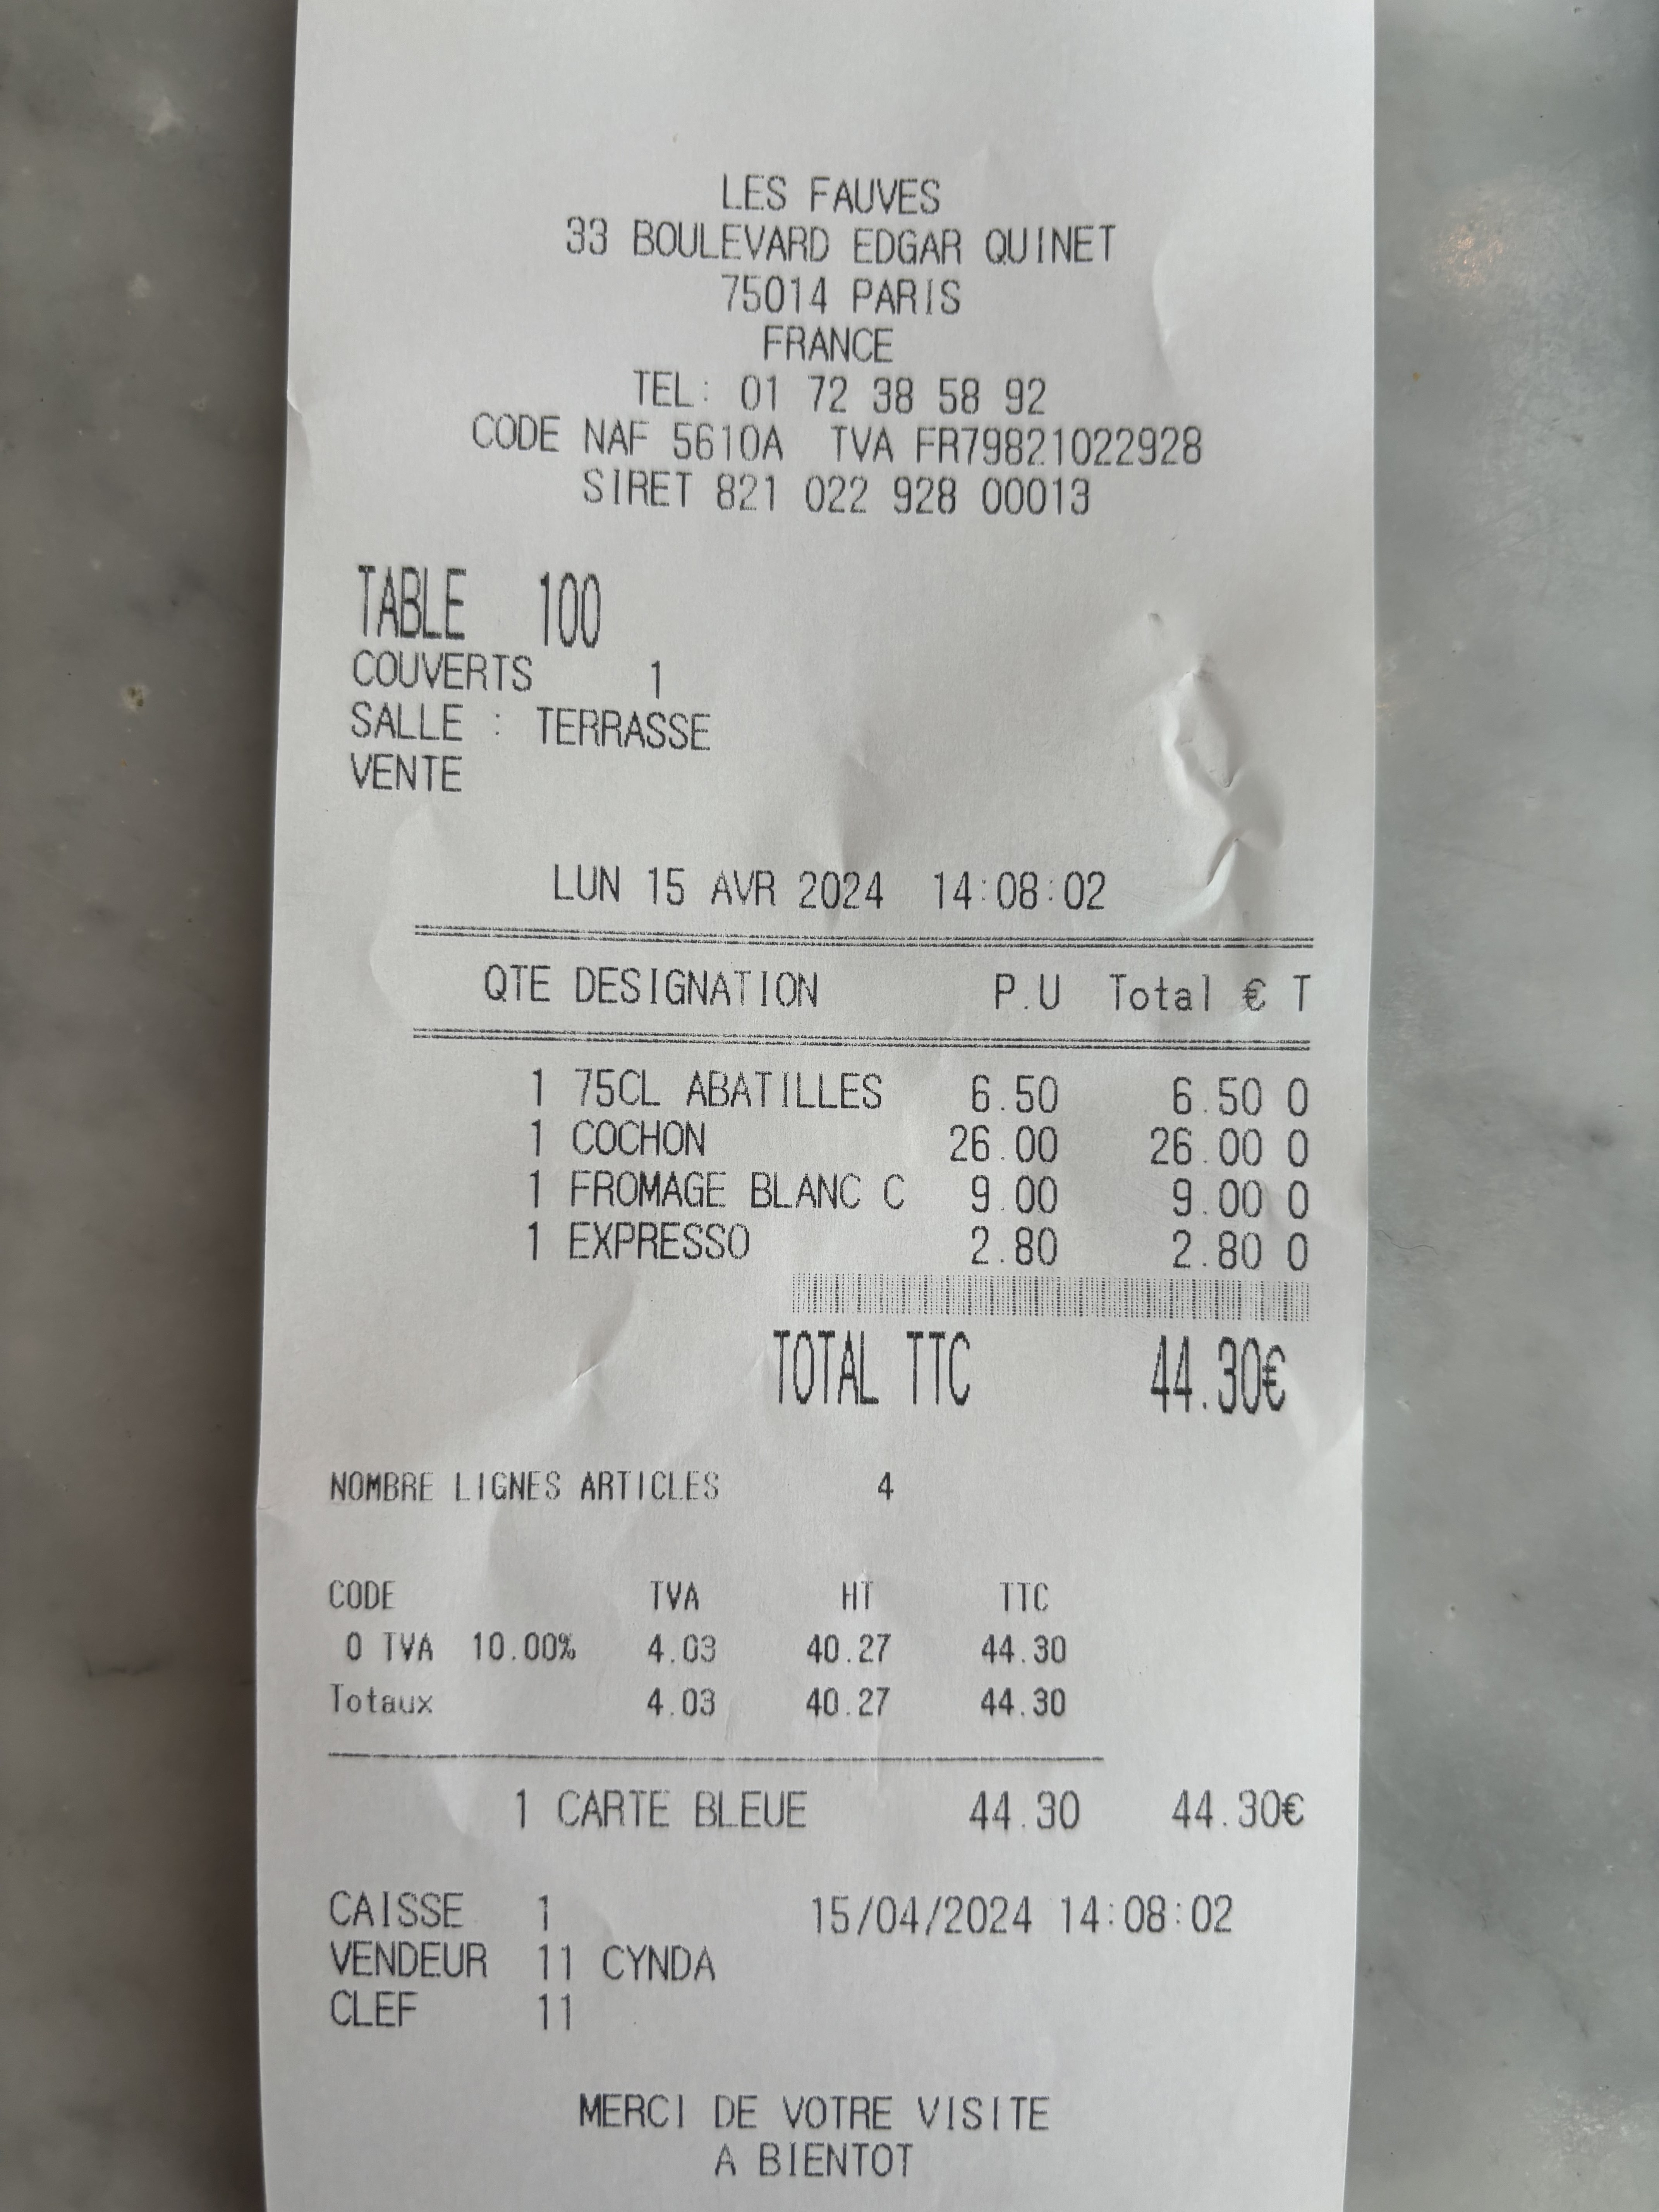 LES FAUVES
33 BOULEVARD EDGAR QUINET
75014 PARIS
FRANCE
TEL: 01 72 38 58 92
CODE NAF 5610A TVA FR79821022928
SIRET 821 022 928 00013
TABLE 100
COUVERTS 1
SALLE : TERRASSE
VENTE
LUN 15 AVR 2024 14:08:02
QTE DESIGNATION P.U Total € T
1 75CL ABATILLES 6.50 6.50 0
1 COCHON 26.00 26.00 0
1 FROMAGE BLANC C 9.00 9.00 0
1 EXPRESSO 2.80 2.80 0
TOTAL TTC 44.30€
NOMBRE LIGNES ARTICLES 4
CODE TVA HT TTC
0 TVA 10.00% 4.03 40.27 44.30
Totaux 4.03 40.27 44.30
1 CARTE BLEUE 44.30 44.30€
CAISSE 1 15/04/2024 14:08:02
VENDEUR 11 CYNDA
CLEF 11
MERCI DE VOTRE VISITE
A BIENTOT